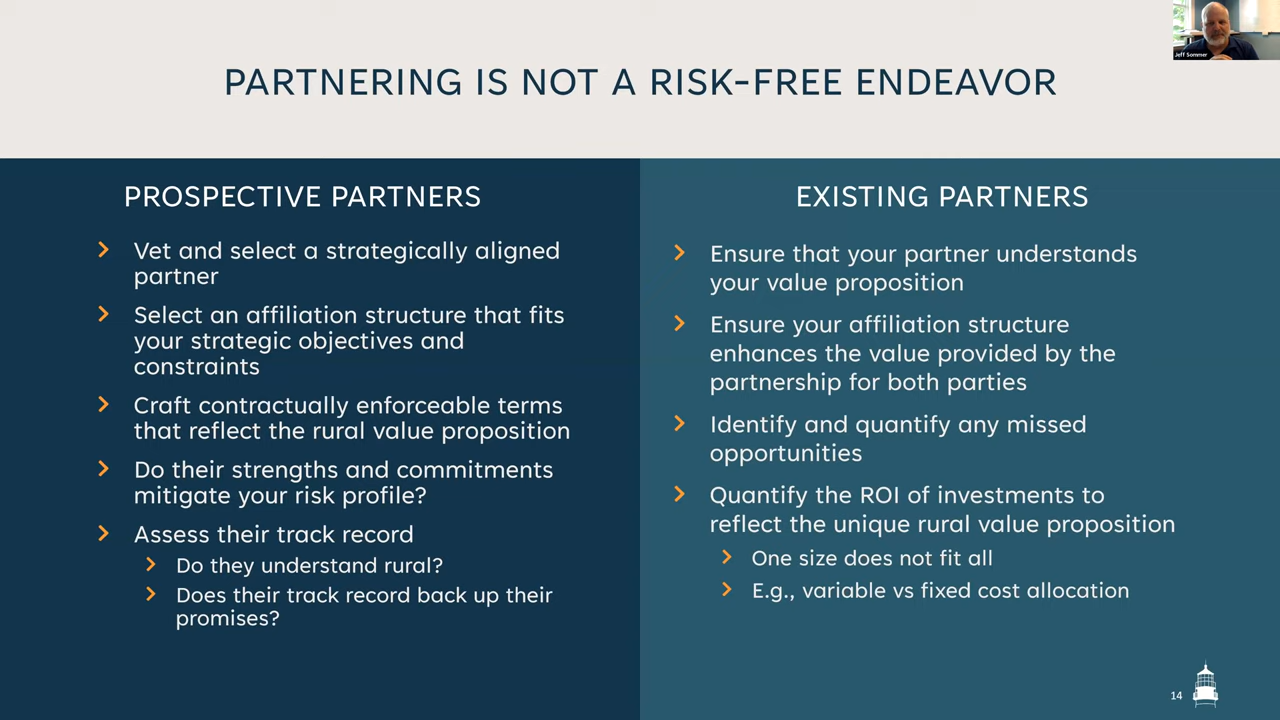 Jeff Sommer
PARTNERING IS NOT A RISK-FREE ENDEAVOR
PROSPECTIVE PARTNERS
Vet and select a strategically aligned
partner
Select an affiliation structure that fits
your strategic objectives and
constraints
Craft contractually enforceable terms
that reflect the rural value proposition
Do their strengths and commitments
mitigate your risk profile?
Assess their track record
Do they understand rural?
Does their track record back up their
promises?
EXISTING PARTNERS
Ensure that your partner understands
your value proposition
Ensure your affiliation structure
enhances the value provided by the
partnership for both parties
Identify and quantify any missed
opportunities
Quantify the ROI of investments to
reflect the unique rural value proposition
One size does not fit all
E.g., variable vs fixed cost allocation
14